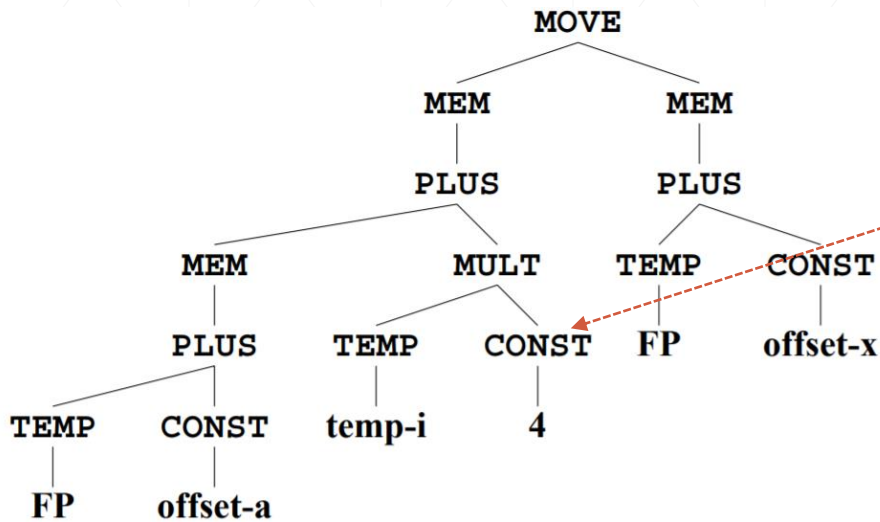 MOVE
MEM MEM
PLUS PLUS
MEM MULT TEMP CONST
PLUS TEMP CONST FP offset-x
TEMP CONST temp-i 4
FP offset-a